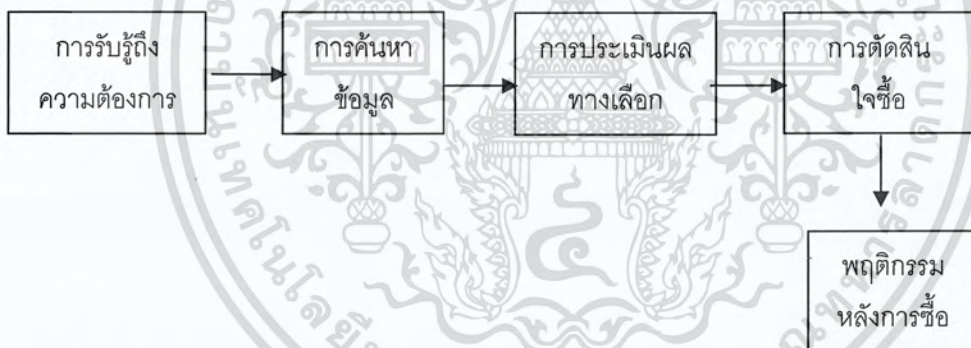 การรับรู้ถึง
ความต้องการ
การค้นหา
ข้อมูล
การประเมินผล
ทางเลือก
การตัดสิน
ใจซื้อ
พฤติกรรม
หลังการซื้อ